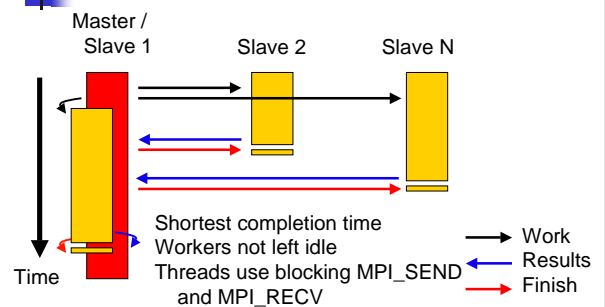 Master /
Slave 1
Slave 2
Slave N
Shortest completion time
Workers not left idle
Threads use blocking MPI_SEND
and MPI_RECV
Time
Work
Results
Finish